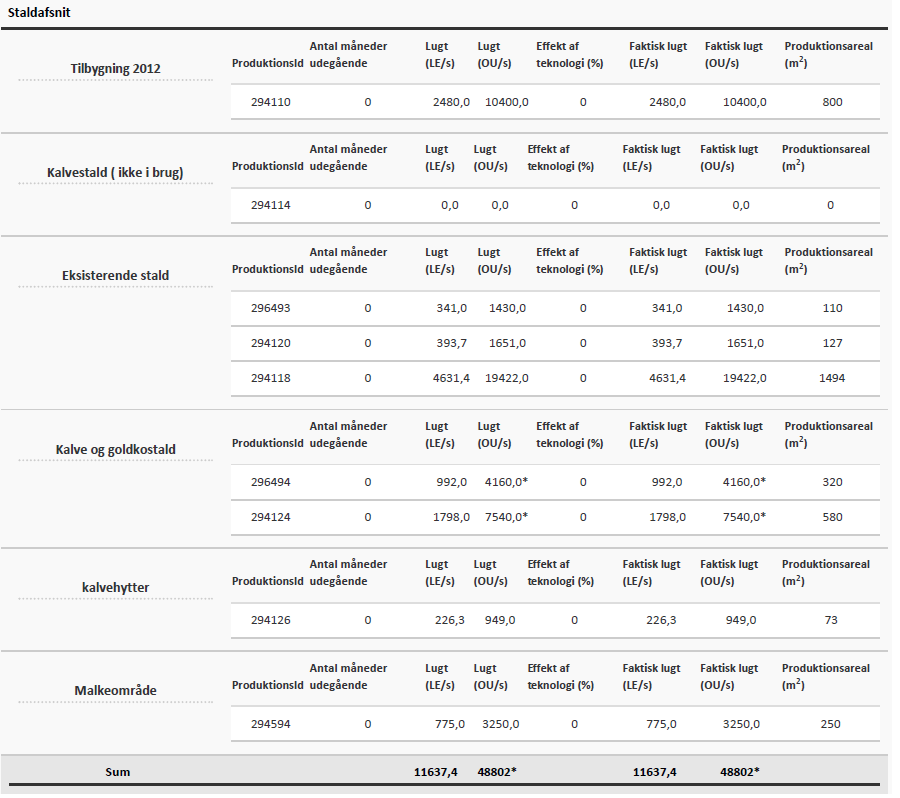 Staldafsnit
Tilbygning 2012
ProduktionsId Antal måneder udegående Lugt (LE/s) Lugt (OU/s) Effekt af teknologi (%) Faktisk lugt (LE/s) Faktisk lugt (OU/s) Produktionsareal (m²)
294110 0 2480,0 10400,0 0 2480,0 10400,0 800
Kalvestald ( ikke i brug)
ProduktionsId Antal måneder udegående Lugt (LE/s) Lugt (OU/s) Effekt af teknologi (%) Faktisk lugt (LE/s) Faktisk lugt (OU/s) Produktionsareal (m²)
294114 0 0,0 0,0 0 0,0 0,0 0
Eksisterende stald
ProduktionsId Antal måneder udegående Lugt (LE/s) Lugt (OU/s) Effekt af teknologi (%) Faktisk lugt (LE/s) Faktisk lugt (OU/s) Produktionsareal (m²)
296493 0 341,0 1430,0 0 341,0 1430,0 110
294120 0 393,7 1651,0 0 393,7 1651,0 127
294118 0 4631,4 19422,0 0 4631,4 19422,0 1494
Kalve og goldkostald
ProduktionsId Antal måneder udegående Lugt (LE/s) Lugt (OU/s) Effekt af teknologi (%) Faktisk lugt (LE/s) Faktisk lugt (OU/s) Produktionsareal (m²)
296494 0 992,0 4160,0* 0 992,0 4160,0* 320
294124 0 1798,0 7540,0* 0 1798,0 7540,0* 580
kalvehytter
ProduktionsId Antal måneder udegående Lugt (LE/s) Lugt (OU/s) Effekt af teknologi (%) Faktisk lugt (LE/s) Faktisk lugt (OU/s) Produktionsareal (m²)
294126 0 226,3 949,0 0 226,3 949,0 73
Malkeområde
ProduktionsId Antal måneder udegående Lugt (LE/s) Lugt (OU/s) Effekt af teknologi (%) Faktisk lugt (LE/s) Faktisk lugt (OU/s) Produktionsareal (m²)
294594 0 775,0 3250,0 0 775,0 3250,0 250
Sum 11637,4 48802* 11637,4 48802*